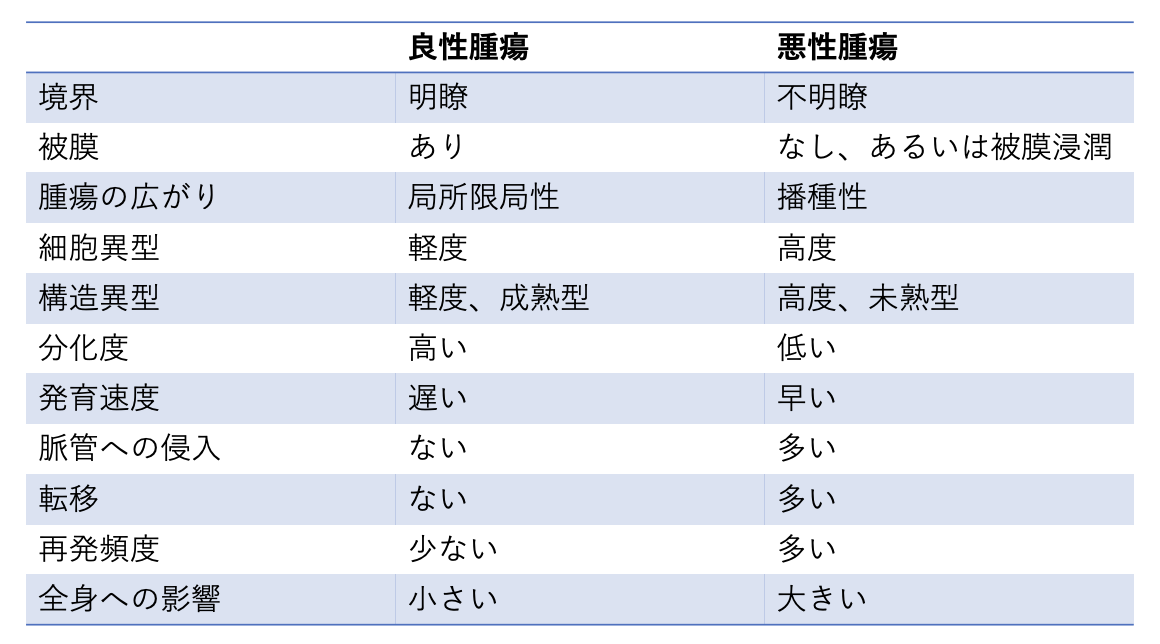 良性腫瘍 悪性腫瘍
境界 明瞭 不明瞭
被膜 あり なし、あるいは被膜浸潤
腫瘍の広がり 局所限局性 播種性
細胞異型 軽度 高度
構造異型 軽度、成熟型 高度、未熟型
分化度 高い 低い
発育速度 遅い 早い
脈管への侵入 ない 多い
転移 ない 多い
再発頻度 少ない 多い
全身への影響 小さい 大きい